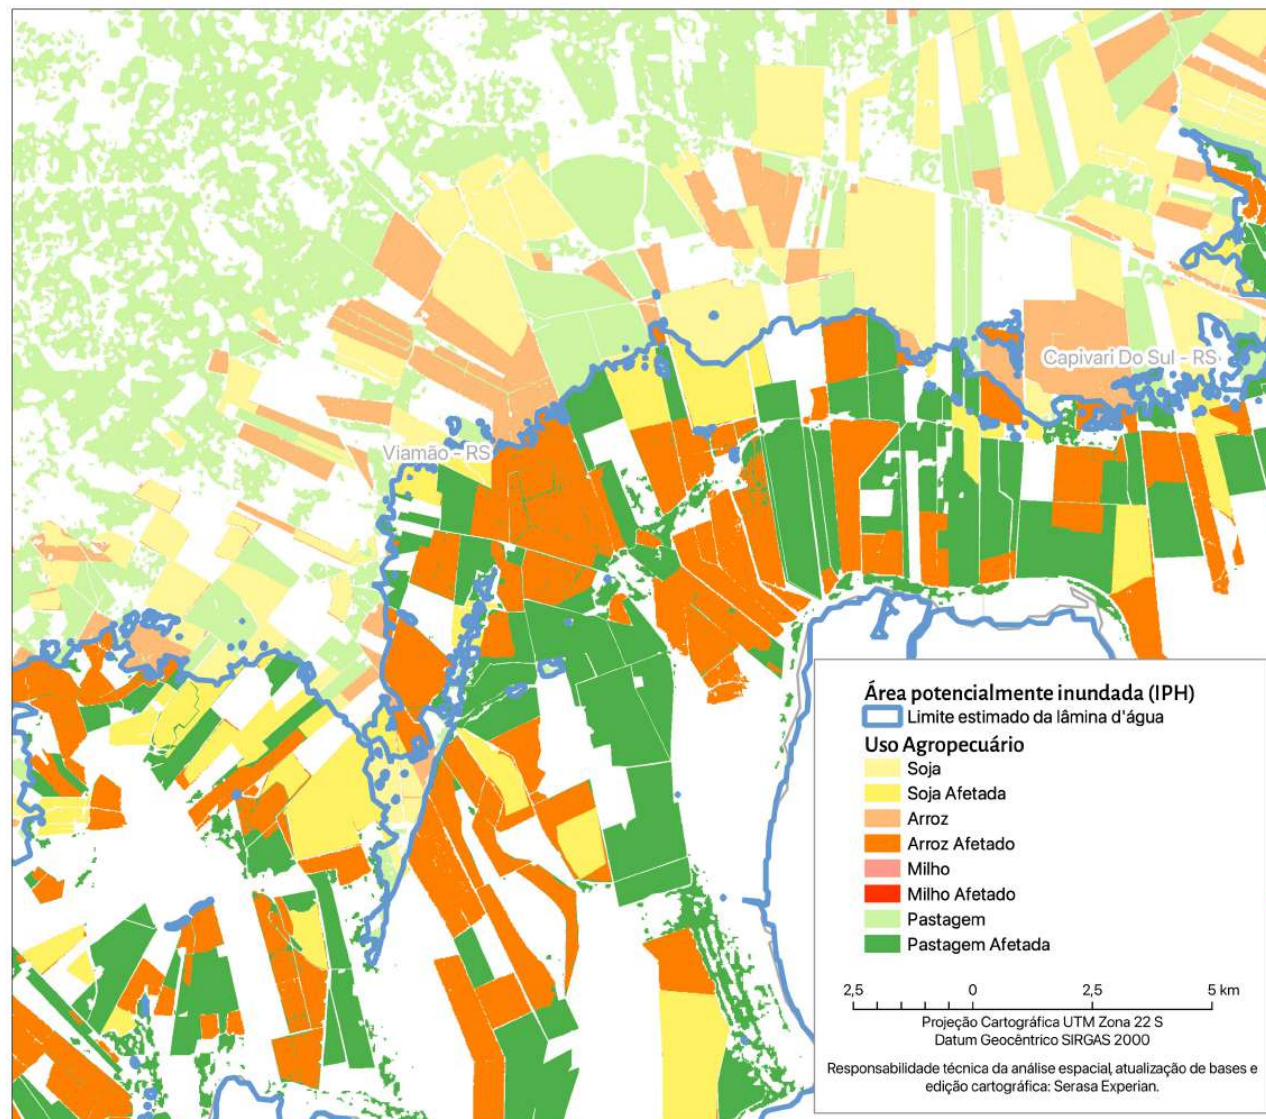 Capivari Do Sul - RS
Viamão - RS
Área potencialmente inundada (IPH)
Limite estimado da lâmina d'água
Uso Agropecuário
Soja
Soja Afetada
Arroz
Arroz Afetado
Milho
Milho Afetado
Pastagem
Pastagem Afetada
2,5 0 2,5 5 km
Projeção Cartográfica UTM Zona 22 S
Datum Geocêntrico SIRGAS 2000
Responsabilidade técnica da análise espacial, atualização de bases e
edição cartográfica: Serasa Experian.